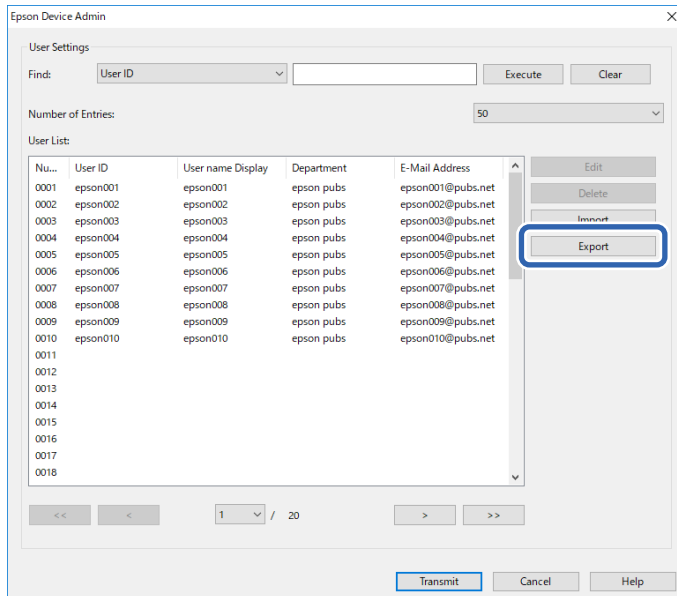 Epson Device Admin
User Settings
Find: User ID Execute Clear
Number of Entries: 50
User List:
Nu... User ID User name Display Department E-Mail Address
0001 epson001 epson001 epson pubs epson001@pubs.net
0002 epson002 epson002 epson pubs epson002@pubs.net
0003 epson003 epson003 epson pubs epson003@pubs.net
0004 epson004 epson004 epson pubs epson004@pubs.net
0005 epson005 epson005 epson pubs epson005@pubs.net
0006 epson006 epson006 epson pubs epson006@pubs.net
0007 epson007 epson007 epson pubs epson007@pubs.net
0008 epson008 epson008 epson pubs epson008@pubs.net
0009 epson009 epson009 epson pubs epson009@pubs.net
0010 epson010 epson010 epson pubs epson010@pubs.net
0011
0012
0013
0014
0015
0016
0017
0018
Edit
Delete
Import
Export
<< < 1 / 20 > >>
Transmit Cancel Help